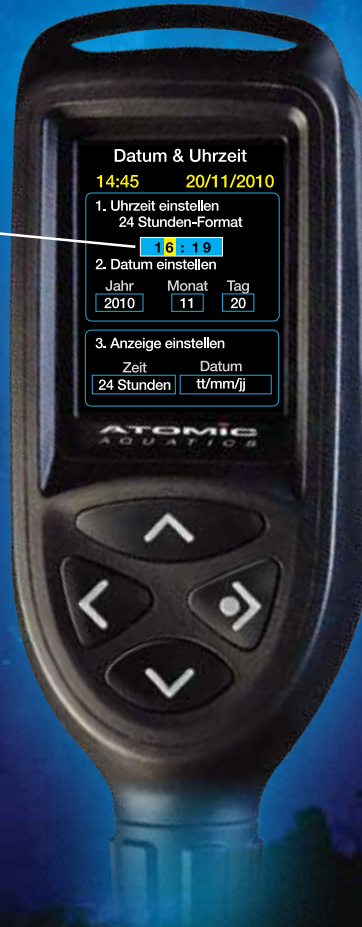 Datum & Uhrzeit
14:45 20/11/2010
1. Uhrzeit einstellen
24 Stunden-Format
16:19
2. Datum einstellen
Jahr Monat Tag
2010 11 20
3. Anzeige einstellen
Zeit Datum
24 Stunden tt/mm/jj
ATOMIC
AQUATICS